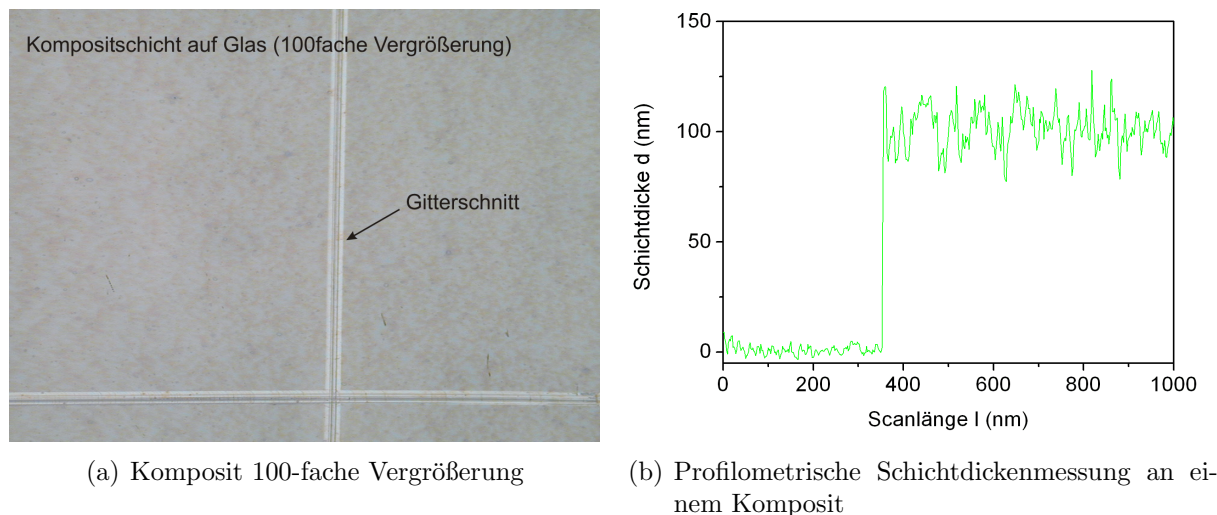 Kompositschicht auf Glas (100fache Vergrößerung)
Gitterschnitt
(a) Komposit 100-fache Vergrößerung
150
100
50
0
Schichtdicke d (nm)
0 200 400 600 800 1000
Scanlänge l (nm)
(b) Profilometrische Schichtdickenmessung an ei-
nem Komposit